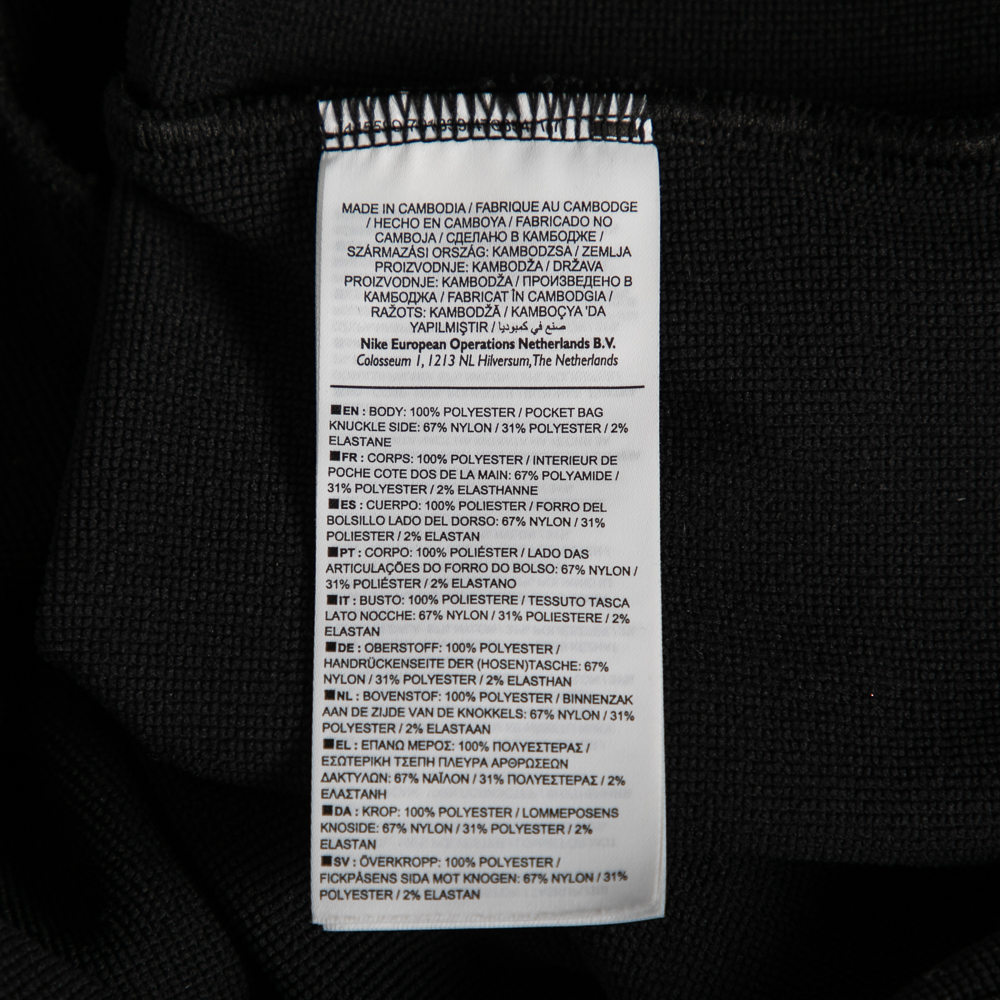 MADE IN CAMBODIA / FABRIQUE AU CAMBODGE
/ HECHO EN CAMBOYA / FABRICADO NO
CAMBOJA / СДЕЛАНО В КАМБОДЖЕ /
SZÁRMAZÁSI ORSZÁG: KAMBODZSA / ZEMLJA
PROIZVODNJE: KAMBODŽA / DRŽAVA
PROIZVODNJE: KAMBODŽA / ПРОИЗВЕДЕНО В
КАМБОДЖА / FABRICAT ÎN CAMBODGIA /
RAŽOTS: KAMBODŽĀ / KAMBOÇYA 'DA
YAPILMIŞTIR / صنع في كمبوديا
Nike European Operations Netherlands B.V.
Colosseum 1, 1213 NL Hilversum, The Netherlands
■EN : BODY: 100% POLYESTER / POCKET BAG
KNUCKLE SIDE: 67% NYLON / 31% POLYESTER / 2%
ELASTANE
■FR : CORPS: 100% POLYESTER / INTERIEUR DE
POCHE COTE DOS DE LA MAIN: 67% POLYAMIDE /
31% POLYESTER / 2% ELASTHANNE
■ES : CUERPO: 100% POLIESTER / FORRO DEL
BOLSILLO LADO DEL DORSO: 67% NYLON / 31%
POLIESTER / 2% ELASTAN
■PT : CORPO: 100% POLIÉSTER / LADO DAS
ARTICULAÇÕES DO FORRO DO BOLSO: 67% NYLON /
31% POLIÉSTER / 2% ELASTANO
■IT : BUSTO: 100% POLIESTERE / TESSUTO TASCA
LATO NOCCHE: 67% NYLON / 31% POLIESTERE / 2%
ELASTAN
■DE : OBERSTOFF: 100% POLYESTER /
HANDRÜCKENSEITE DER (HOSEN)TASCHE: 67%
NYLON / 31% POLYESTER / 2% ELASTHAN
■NL : BOVENSTOF: 100% POLYESTER / BINNENZAK
AAN DE ZIJDE VAN DE KNOKKELS: 67% NYLON / 31%
POLYESTER / 2% ELASTAAN
■EL : ΕΠΑΝΩ ΜΕΡΟΣ: 100% ΠΟΛΥΕΣΤΕΡΑΣ /
ΕΣΩΤΕΡΙΚΗ ΤΣΕΠΗ ΠΛΕΥΡΑ ΑΡΘΡΩΣΕΩΝ
ΔΑΚΤΥΛΩΝ: 67% ΝΑΪΛΟΝ / 31% ΠΟΛΥΕΣΤΕΡΑΣ / 2%
ΕΛΑΣΤΑΝΗ
■DA : KROP: 100% POLYESTER / LOMMEPOSENS
KNOSIDE: 67% NYLON / 31% POLYESTER / 2%
ELASTAN
■SV : ÖVERKROPP: 100% POLYESTER /
FICKPÅSENS SIDA MOT KNOGEN: 67% NYLON / 31%
POLYESTER / 2% ELASTAN